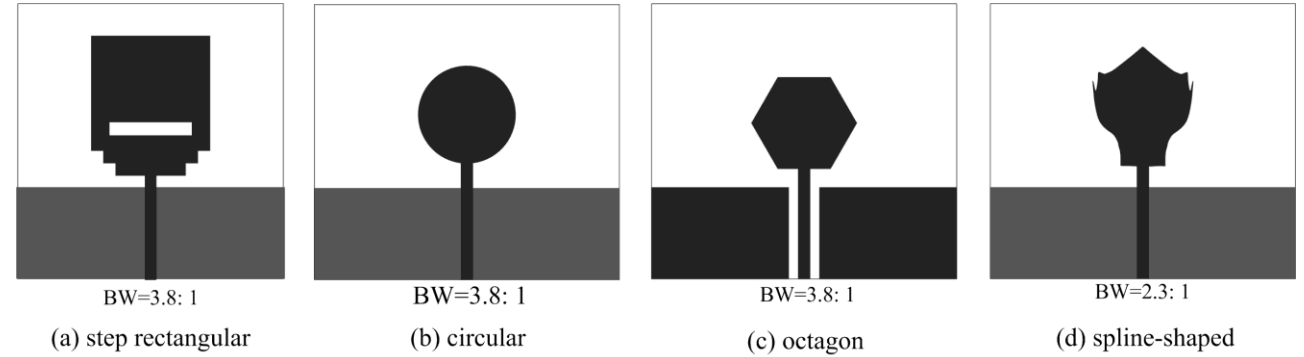 BW=3.8: 1
BW=3.8: 1
BW=3.8: 1
BW=2.3: 1
(a) step rectangular
(b) circular
(c) octagon
(d) spline-shaped